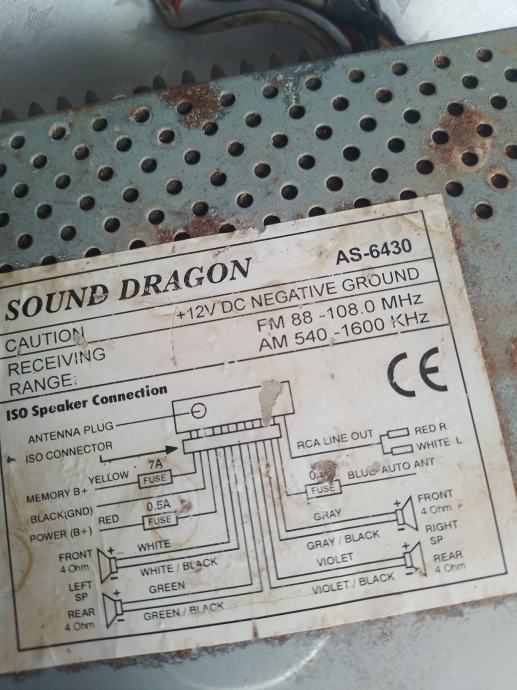 SOUND DRAGON AS-6430
CAUTION +12V DC NEGATIVE GROUND
RECEIVING RANGE: FM 88 -108.0 MHz
AM 540 -1600 KHz
CE
ISO Speaker Connection
ANTENNA PLUG
ISO CONNECTOR
MEMORY B+ YELLOW 7A FUSE
BLACK(GND)
POWER (B+) RED 0.5A FUSE
FRONT 4 Ohm WHITE
WHITE / BLACK
LEFT SP
REAR 4 Ohm GREEN
GREEN / BLACK
RCA LINE OUT RED R
WHITE L
FUSE BLUE AUTO ANT
GRAY FRONT 4 Ohm
GRAY / BLACK
RIGHT SP
VIOLET REAR 4 Ohm
VIOLET / BLACK